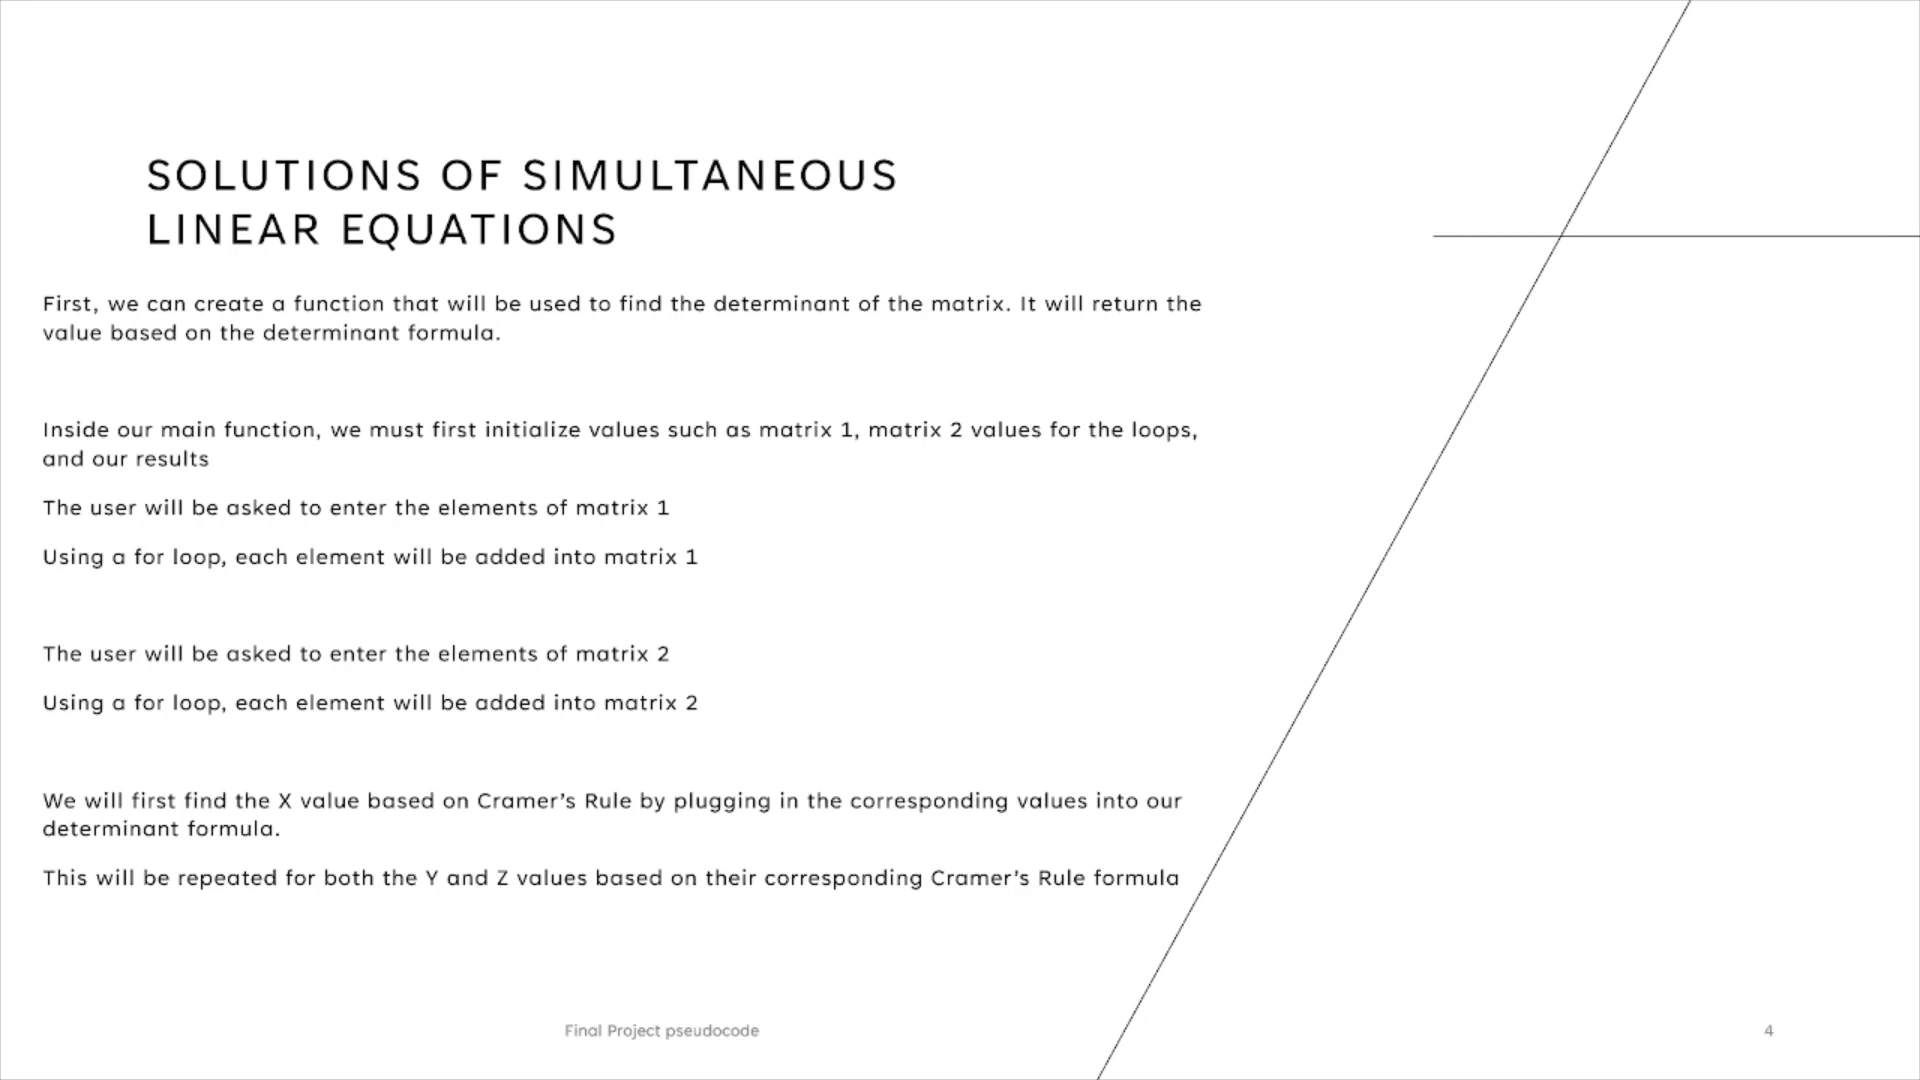 SOLUTIONS OF SIMULTANEOUS
LINEAR EQUATIONS
First, we can create a function that will be used to find the determinant of the matrix. It will return the
value based on the determinant formula.
Inside our main function, we must first initialize values such as matrix 1, matrix 2 values for the loops,
and our results
The user will be asked to enter the elements of matrix 1
Using a for loop, each element will be added into matrix 1
The user will be asked to enter the elements of matrix 2
Using a for loop, each element will be added into matrix 2
We will first find the X value based on Cramer’s Rule by plugging in the corresponding values into our
determinant formula.
This will be repeated for both the Y and Z values based on their corresponding Cramer’s Rule formula
Final Project pseudocode
4